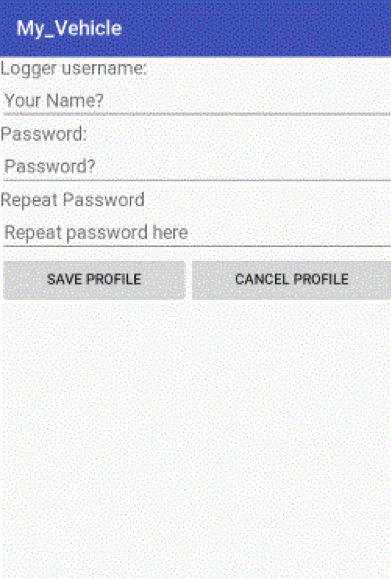 My_Vehicle
Logger username:
Your Name?
Password:
Password?
Repeat Password
Repeat password here
SAVE PROFILE
CANCEL PROFILE